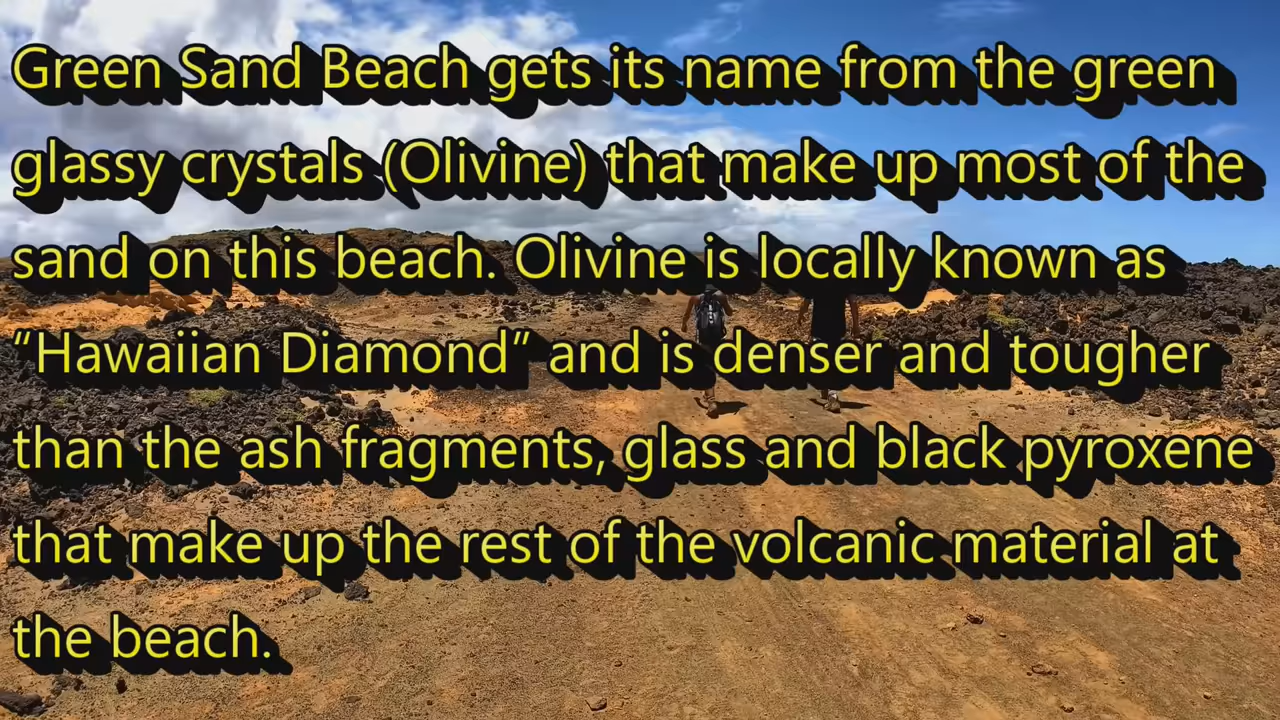 Green Sand Beach gets its name from the green
glassy crystals (Olivine) that make up most of the
sand on this beach. Olivine is locally known as
“Hawaiian Diamond” and is denser and tougher
than the ash fragments, glass and black pyroxene
that make up the rest of the volcanic material at
the beach.